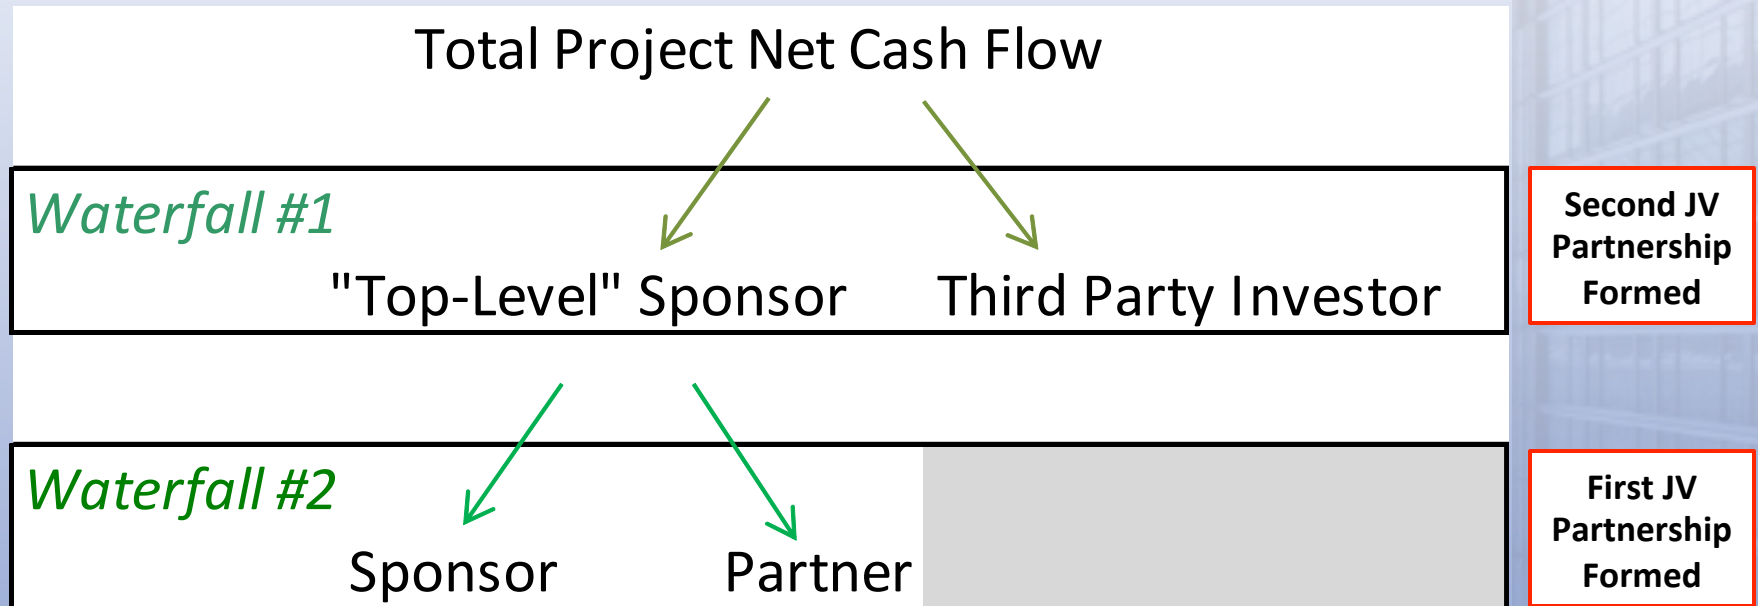 Total Project Net Cash Flow
Waterfall #1
"Top-Level" Sponsor
Third Party Investor
Second JV
Partnership
Formed
Waterfall #2
Sponsor
Partner
First JV
Partnership
Formed